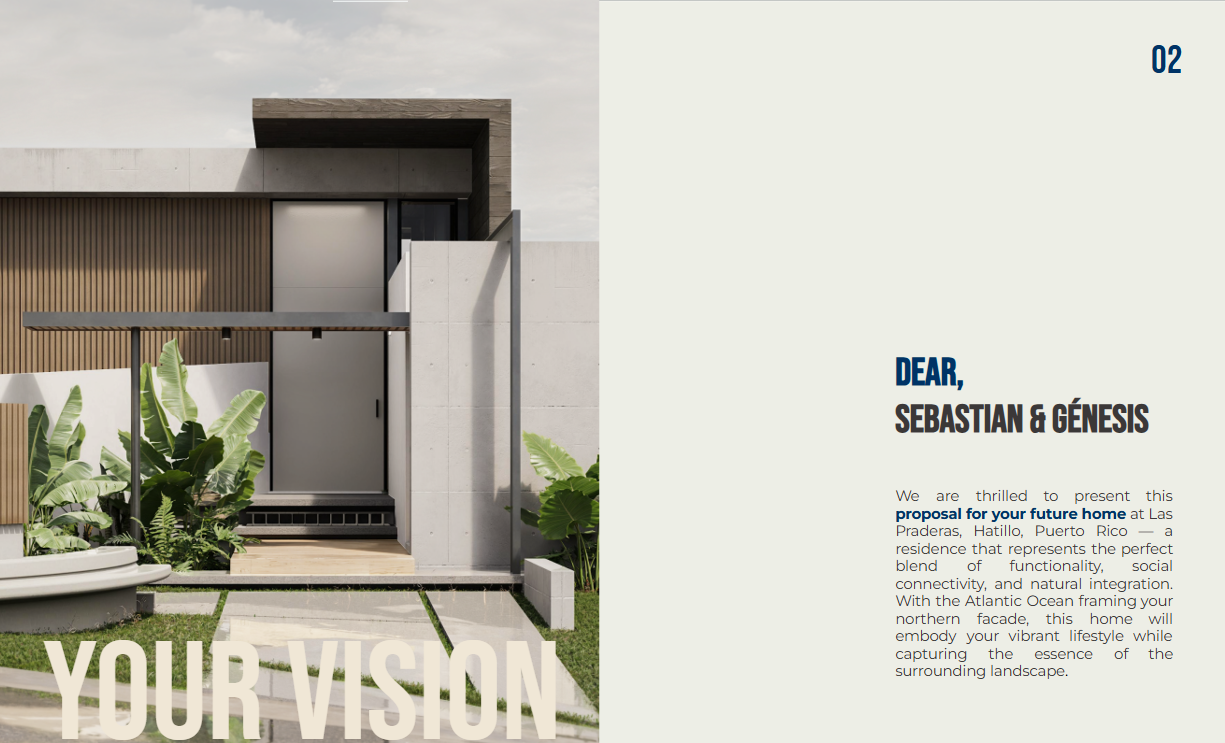 YOUR VISION
02
DEAR,
SEBASTIAN & GÉNESIS
We are thrilled to present this
proposal for your future home at Las
Praderas, Hatillo, Puerto Rico — a
residence that represents the perfect
blend of functionality, social
connectivity, and natural integration.
With the Atlantic Ocean framing your
northern facade, this home will
embody your vibrant lifestyle while
capturing the essence of the
surrounding landscape.